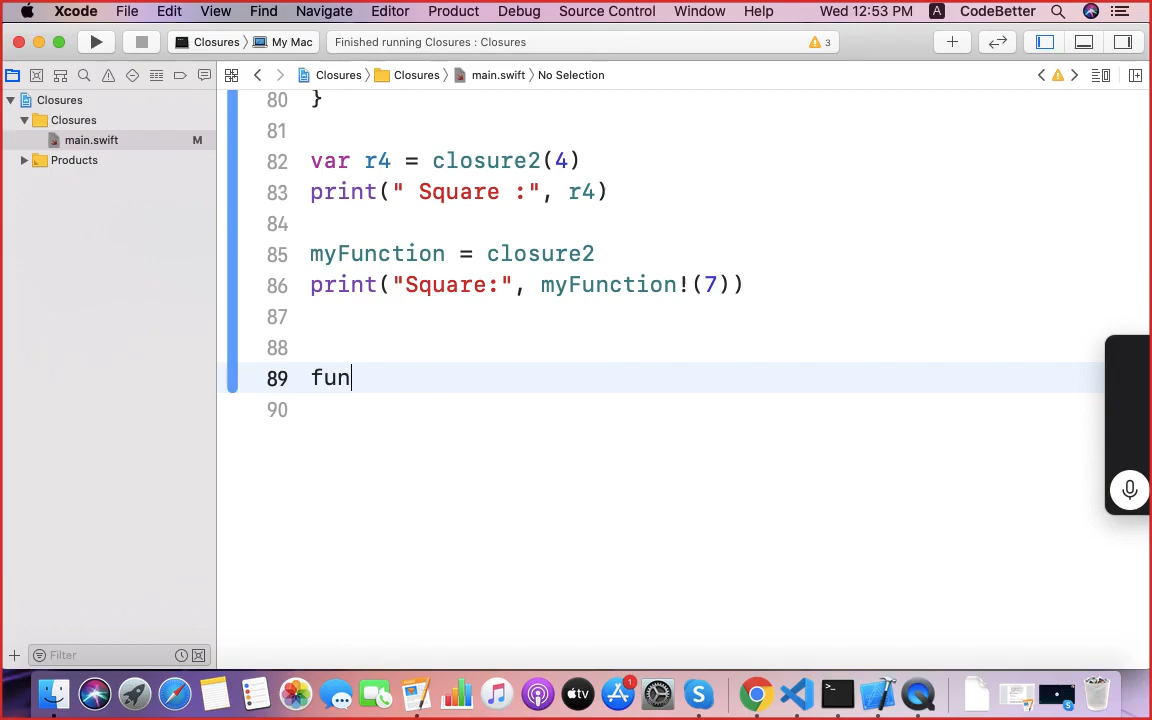 Xcode File Edit View Find Navigate Editor Product Debug Source Control Window Help Wed 12:53 PM A CodeBetter
Closures My Mac Finished running Closures : Closures 3
Closures Closures main.swift No Selection
Closures
Closures
main.swift M
Products
80 }
81
82 var r4 = closure2(4)
83 print(" Square :", r4)
84
85 myFunction = closure2
86 print("Square:", myFunction!(7))
87
88
89 fun
90
Filter
tv
1
S
S